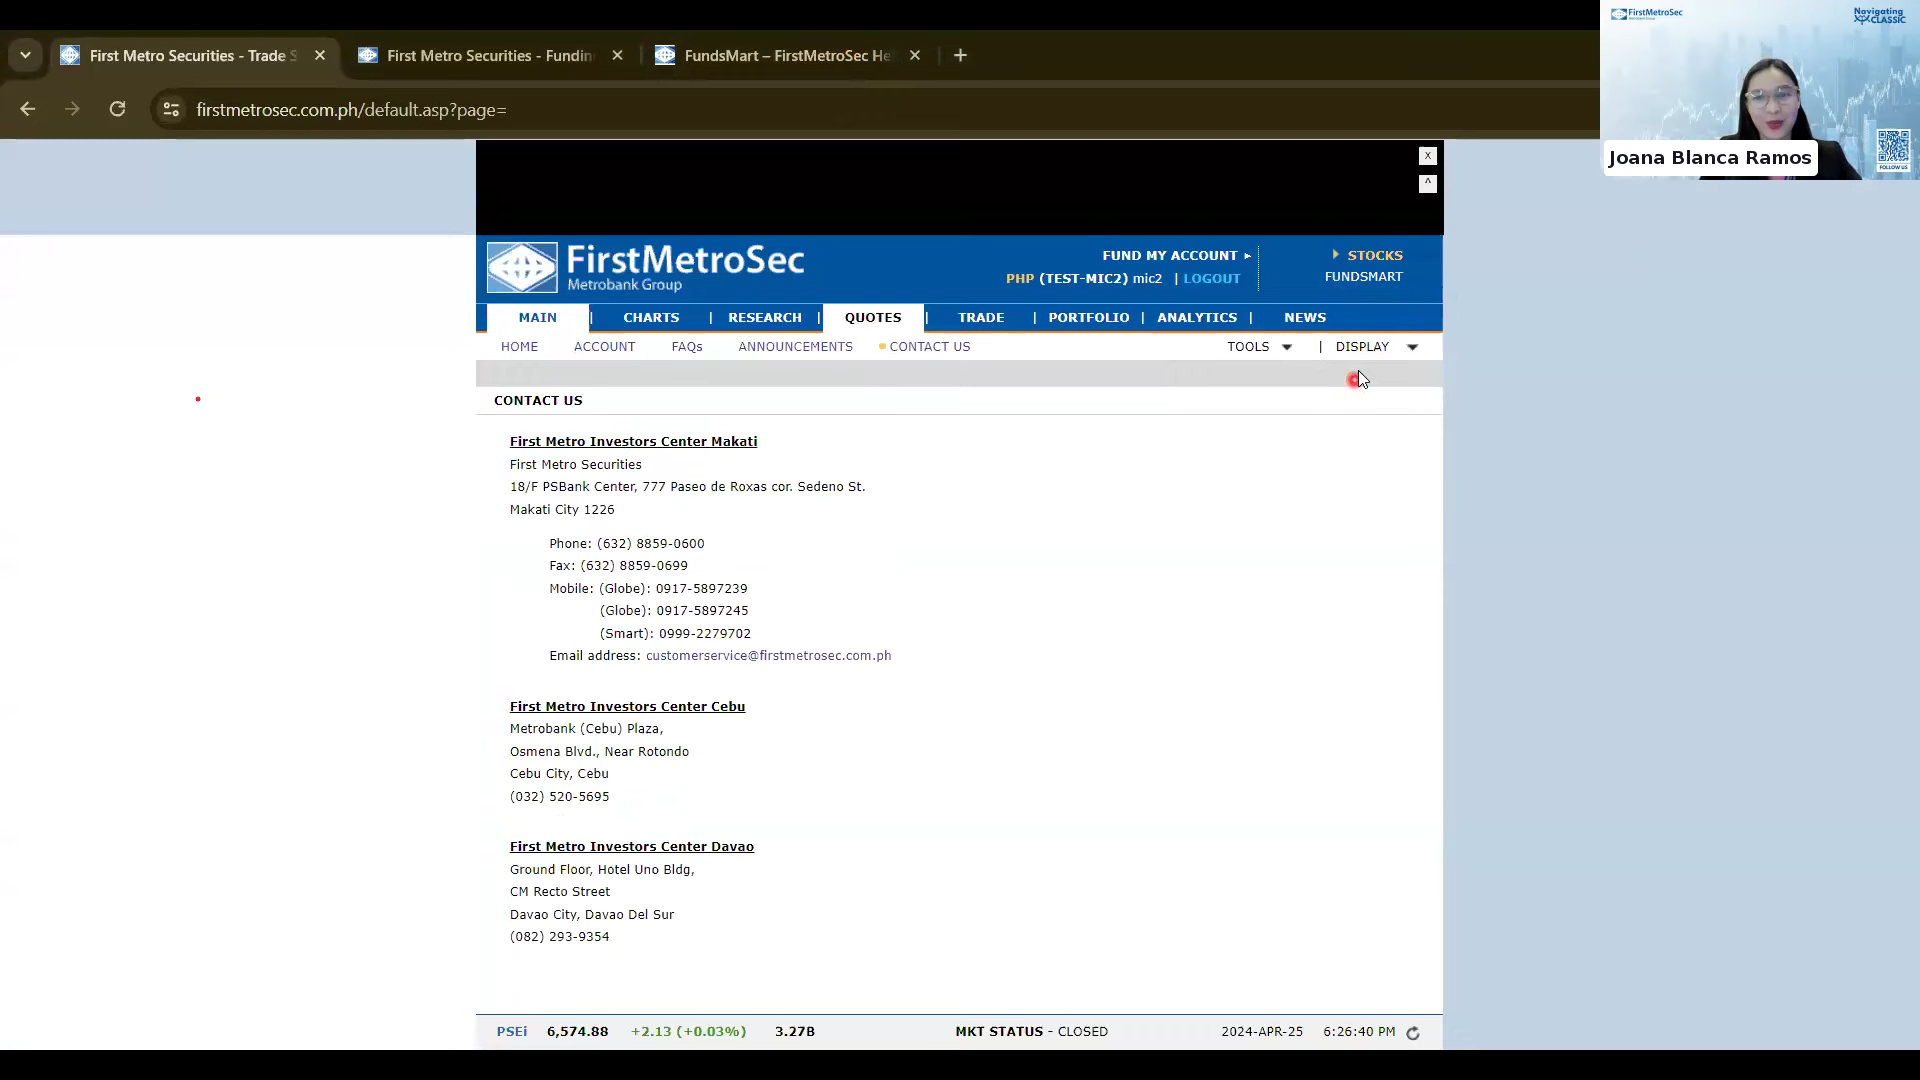 First Metro Securities - Trade S
First Metro Securities - Fundin
FundsMart – FirstMetroSec He
firstmetrosec.com.ph/default.asp?page=
FirstMetroSec
Navigating
CLASSIC
FOLLOW US
Joana Blanca Ramos
X
^
FirstMetroSec
Metrobank Group
FUND MY ACCOUNT
STOCKS
PHP (TEST-MIC2) mic2 | LOGOUT
FUNDSMART
MAIN | CHARTS | RESEARCH | QUOTES | TRADE | PORTFOLIO | ANALYTICS | NEWS
HOME ACCOUNT FAQs ANNOUNCEMENTS CONTACT US TOOLS | DISPLAY
CONTACT US
First Metro Investors Center Makati
First Metro Securities
18/F PSBank Center, 777 Paseo de Roxas cor. Sedeno St.
Makati City 1226
Phone: (632) 8859-0600
Fax: (632) 8859-0699
Mobile: (Globe): 0917-5897239
(Globe): 0917-5897245
(Smart): 0999-2279702
Email address: customerservice@firstmetrosec.com.ph
First Metro Investors Center Cebu
Metrobank (Cebu) Plaza,
Osmena Blvd., Near Rotondo
Cebu City, Cebu
(032) 520-5695
First Metro Investors Center Davao
Ground Floor, Hotel Uno Bldg,
CM Recto Street
Davao City, Davao Del Sur
(082) 293-9354
PSEi 6,574.88 +2.13 (+0.03%) 3.27B MKT STATUS - CLOSED 2024-APR-25 6:26:40 PM